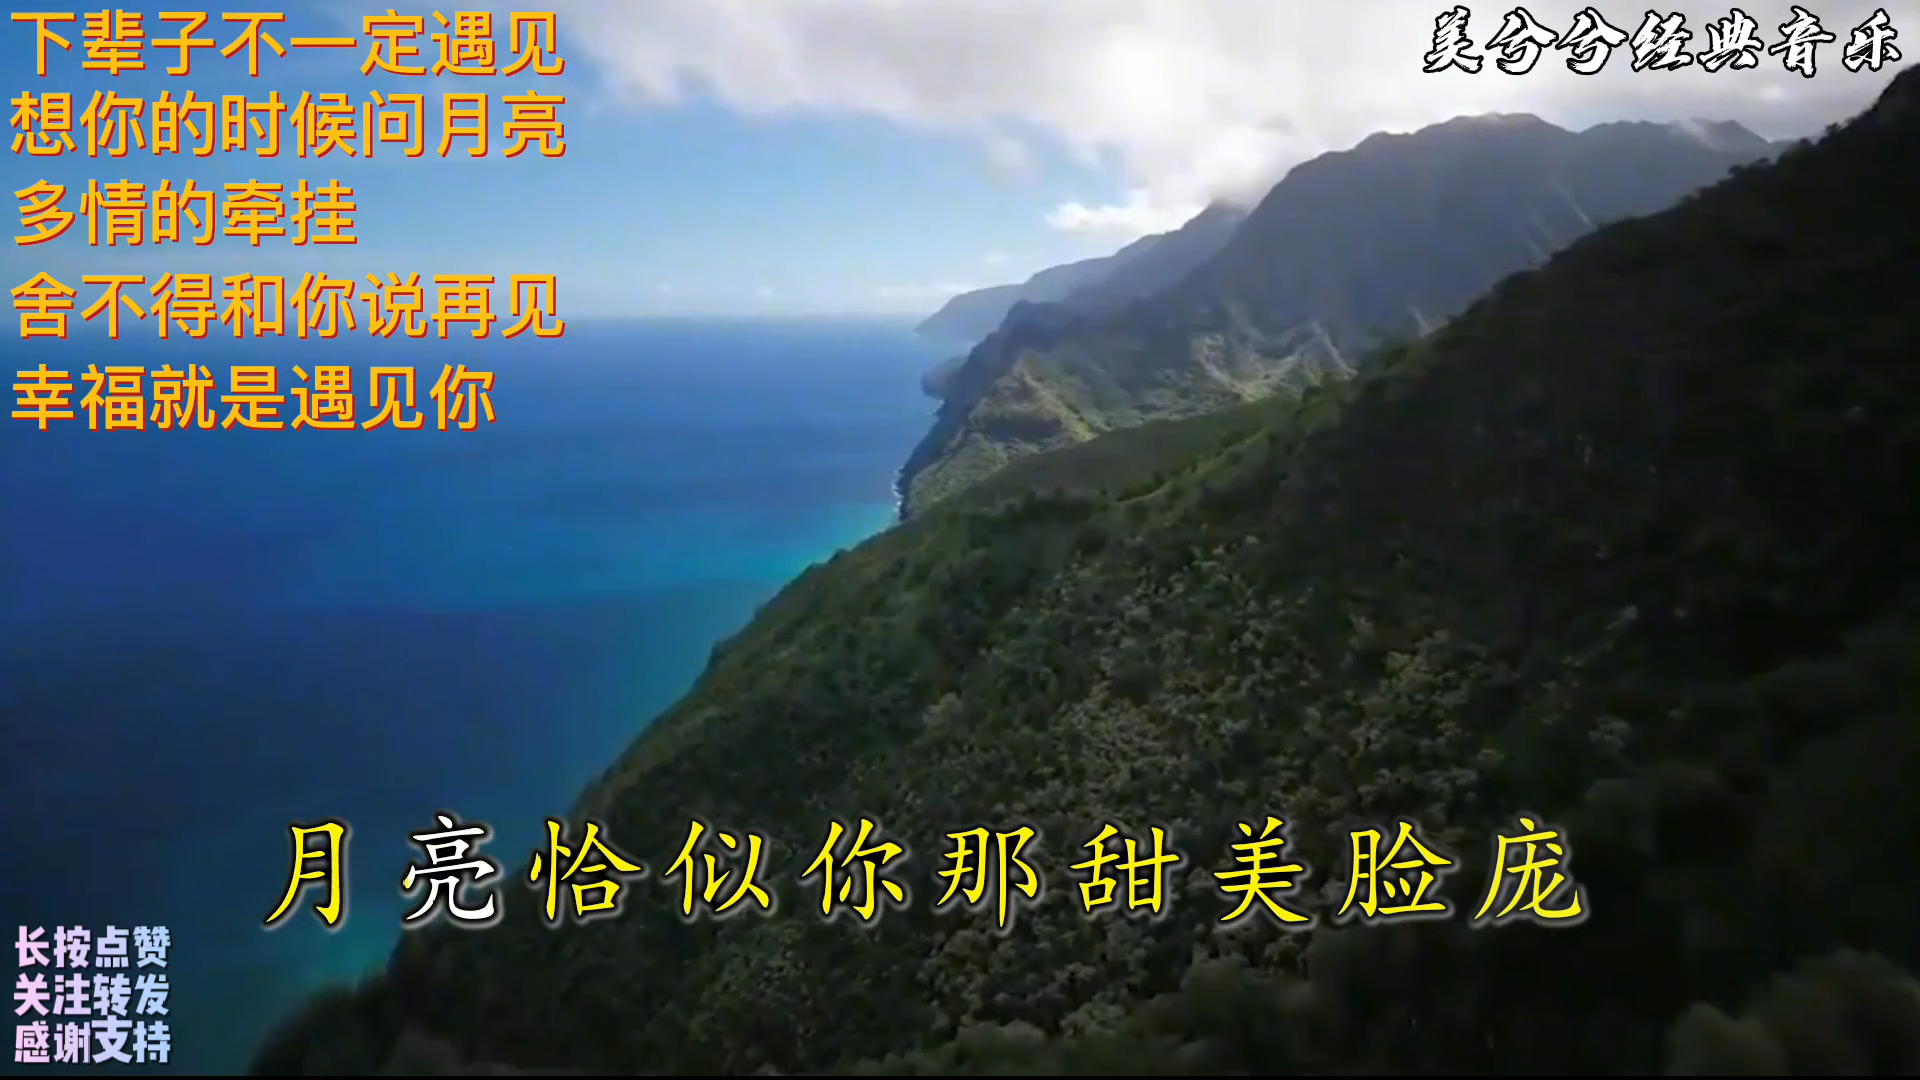 下辈子不一定遇见
想你的时候问月亮
多情的牵挂
舍不得和你说再见
幸福就是遇见你
美兮兮经典音乐
月亮恰似你那甜美脸庞
长按点赞
关注转发
感谢支持